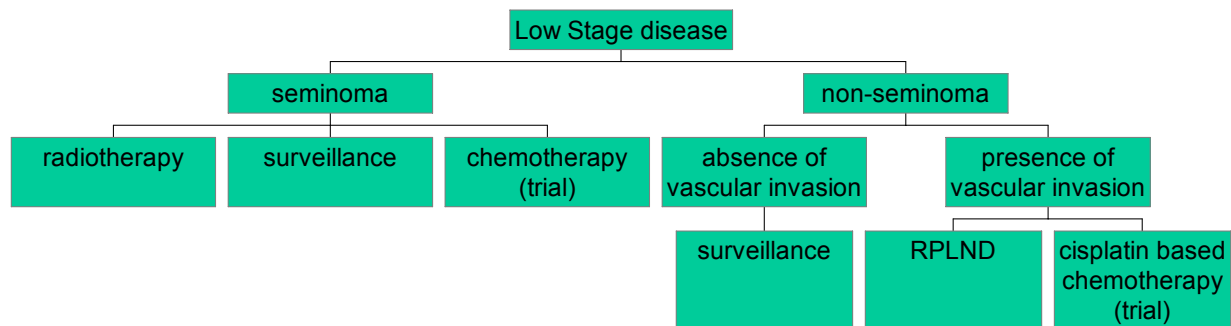 Low Stage disease
seminoma
non-seminoma
radiotherapy
surveillance
chemotherapy
(trial)
absence of
vascular invasion
presence of
vascular invasion
surveillance
RPLND
cisplatin based
chemotherapy
(trial)